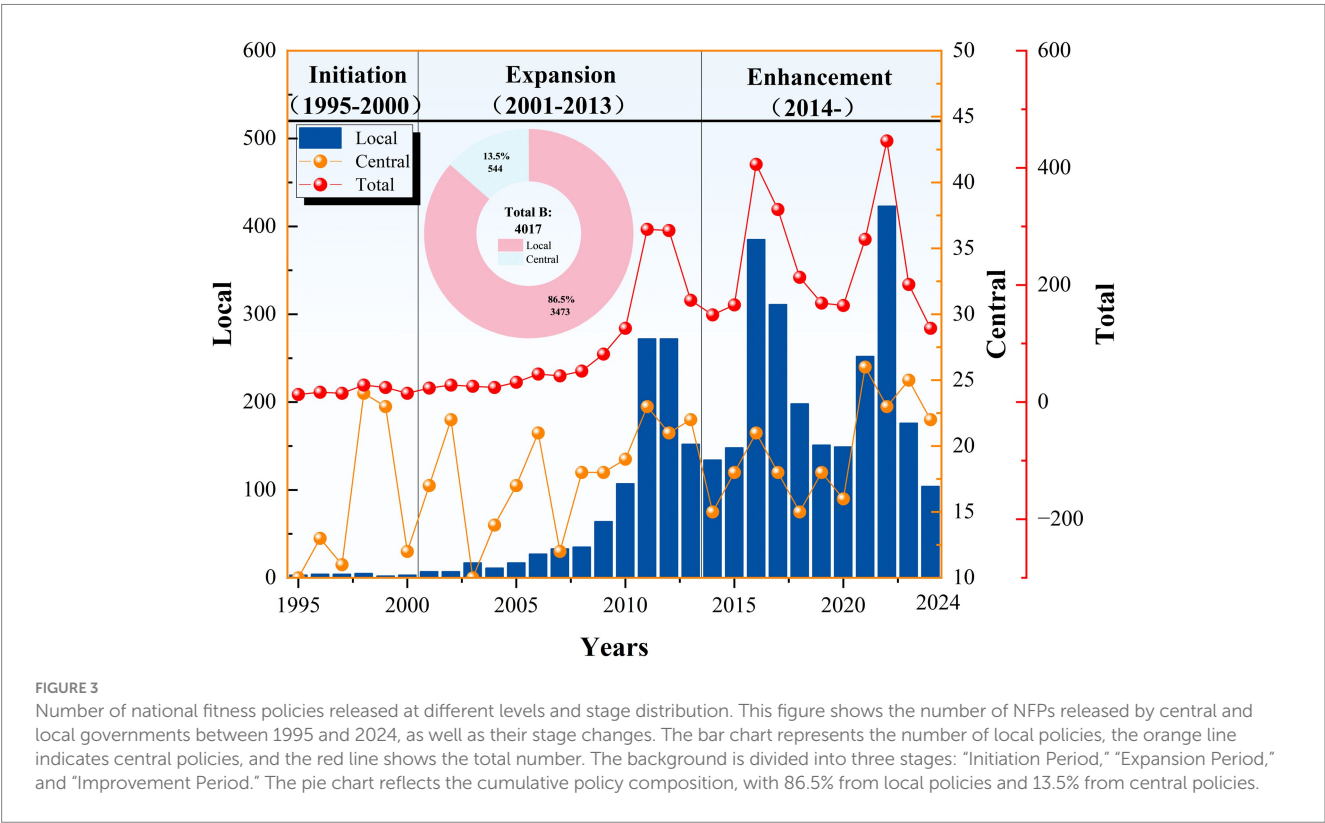 Initiation
（1995-2000）
Expansion
（2001-2013）
Enhancement
（2014-）
Local
Central
Total
13.5%
544
Total B:
4017
Local
Central
86.5%
3473
600
500
400
300
200
100
0
Local
50
45
40
35
30
25
20
15
10
Central
600
400
200
0
−200
Total
1995
2000
2005
2010
2015
2020
2024
Years
FIGURE 3
Number of national fitness policies released at different levels and stage distribution. This figure shows the number of NFPs released by central and
local governments between 1995 and 2024, as well as their stage changes. The bar chart represents the number of local policies, the orange line
indicates central policies, and the red line shows the total number. The background is divided into three stages: “Initiation Period,” “Expansion Period,”
and “Improvement Period.” The pie chart reflects the cumulative policy composition, with 86.5% from local policies and 13.5% from central policies.